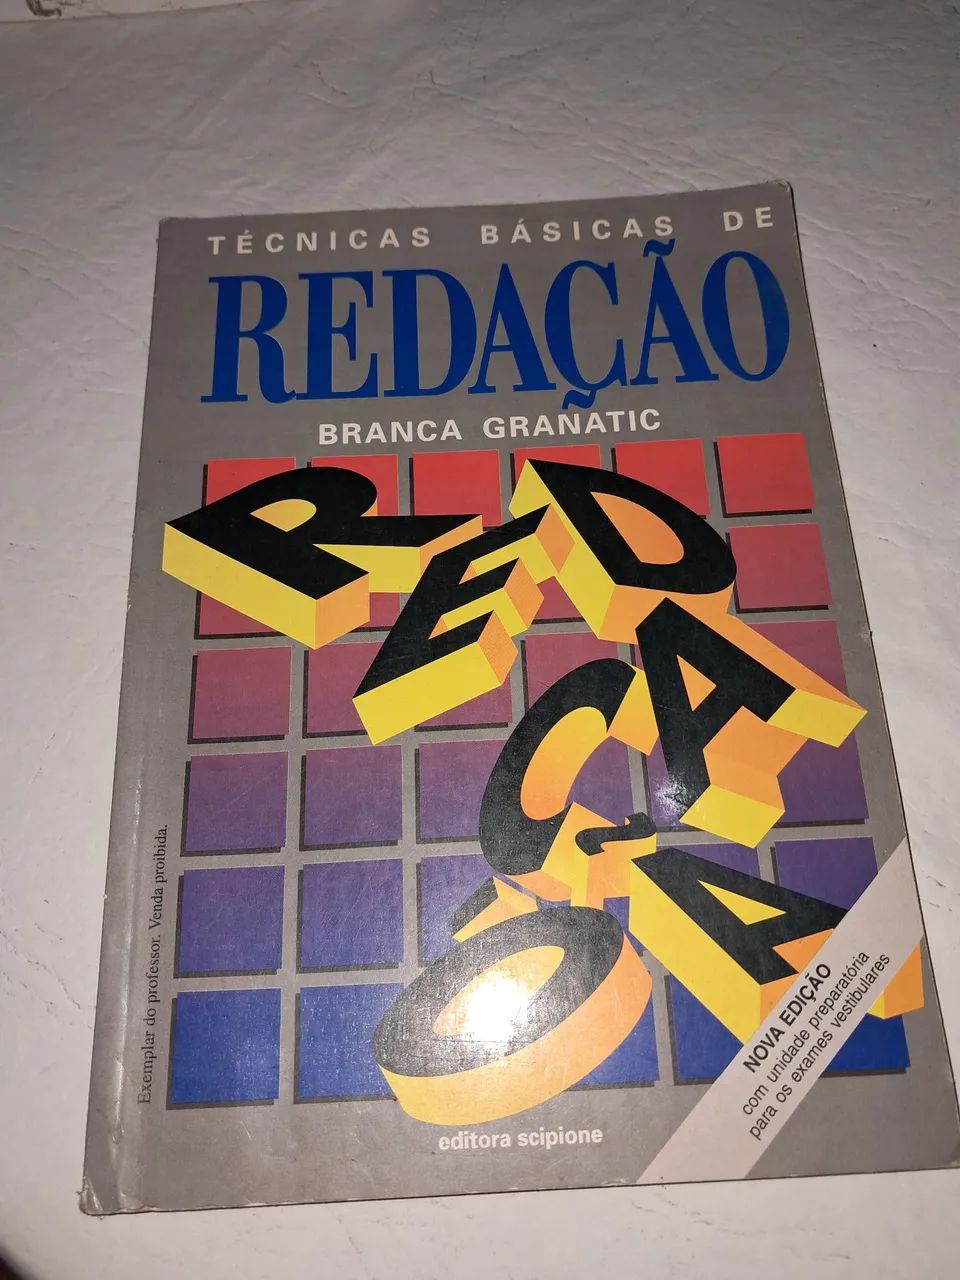 TÉCNICAS BÁSICAS DE
REDAÇÃO
BRANCA GRANATIC
REDAÇÃO
Exemplar do professor. Venda proibida.
NOVA EDIÇÃO
com unidade preparatória
para os exames vestibulares
editora scipione